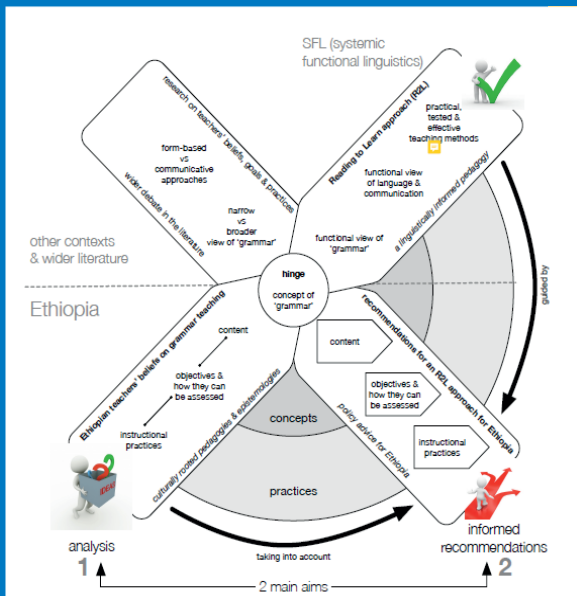 SFL (systemic
functional linguistics)
research on teachers' beliefs, goals & practices
form-based
vs
communicative
approaches
wider debate in the literature
narrow
vs
broader
view of 'grammar'
Reading to Learn approach (R2L)
practical,
tested &
effective
teaching methods
functional view
of language &
communication
functional view of
'grammar'
a linguistically informed pedagogy
other contexts
& wider literature
Ethiopia
hinge
concept of
'grammar'
guided by
Ethiopian teachers' beliefs on grammar teaching
content
objectives &
how they can
be assessed
instructional
practices
culturally rooted pedagogies & epistemologies
concepts
practices
recommendations for an R2L approach for Ethiopia
content
objectives &
how they can
be assessed
instructional
practices
policy advice for Ethiopia
IDEAS
taking into account
analysis
1
informed
recommendations
2
2 main aims